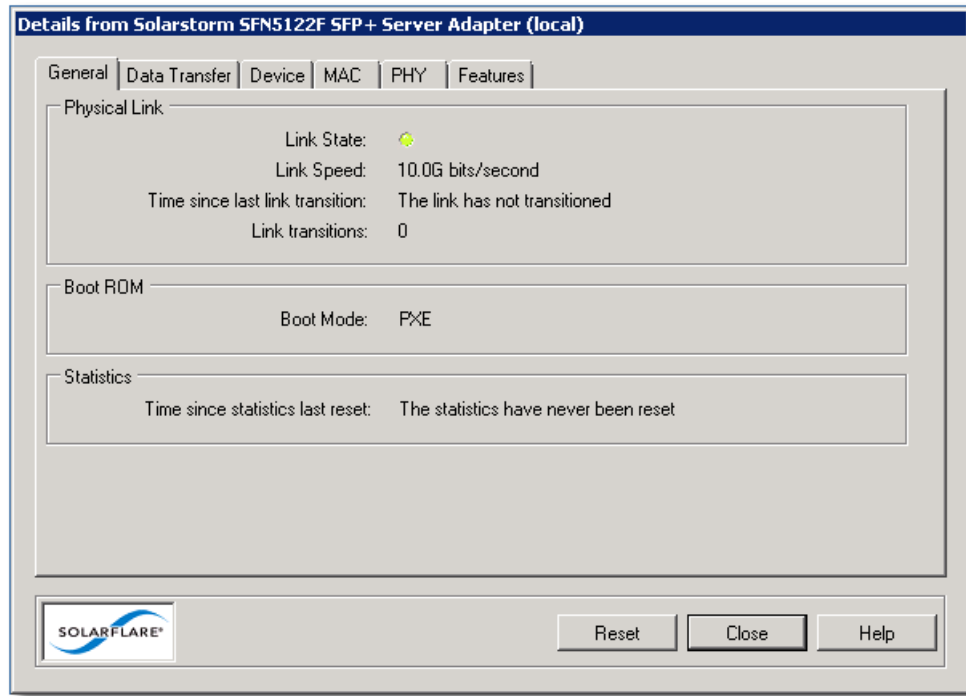 Details from Solarstorm SFN5122F SFP+ Server Adapter (local)
General Data Transfer Device MAC PHY Features
Physical Link
Link State:
Link Speed: 10.0G bits/second
Time since last link transition: The link has not transitioned
Link transitions: 0
Boot ROM
Boot Mode: PXE
Statistics
Time since statistics last reset: The statistics have never been reset
SOLARFLARE®
Reset Close Help